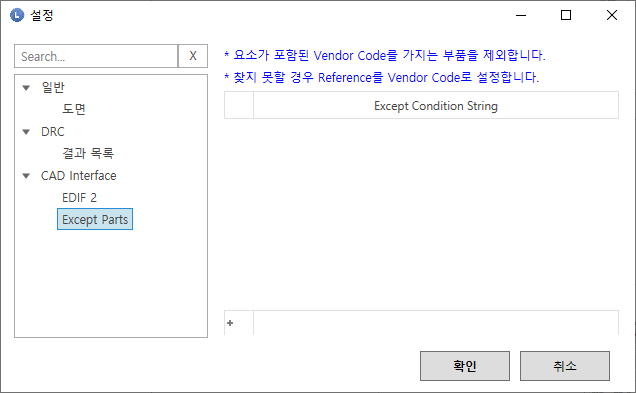 설정
Search...
X
일반
도면
DRC
결과 목록
CAD Interface
EDIF 2
Except Parts
* 요소가 포함된 Vendor Code를 가지는 부품을 제외합니다.
* 찾지 못할 경우 Reference를 Vendor Code로 설정합니다.
Except Condition String
확인
취소